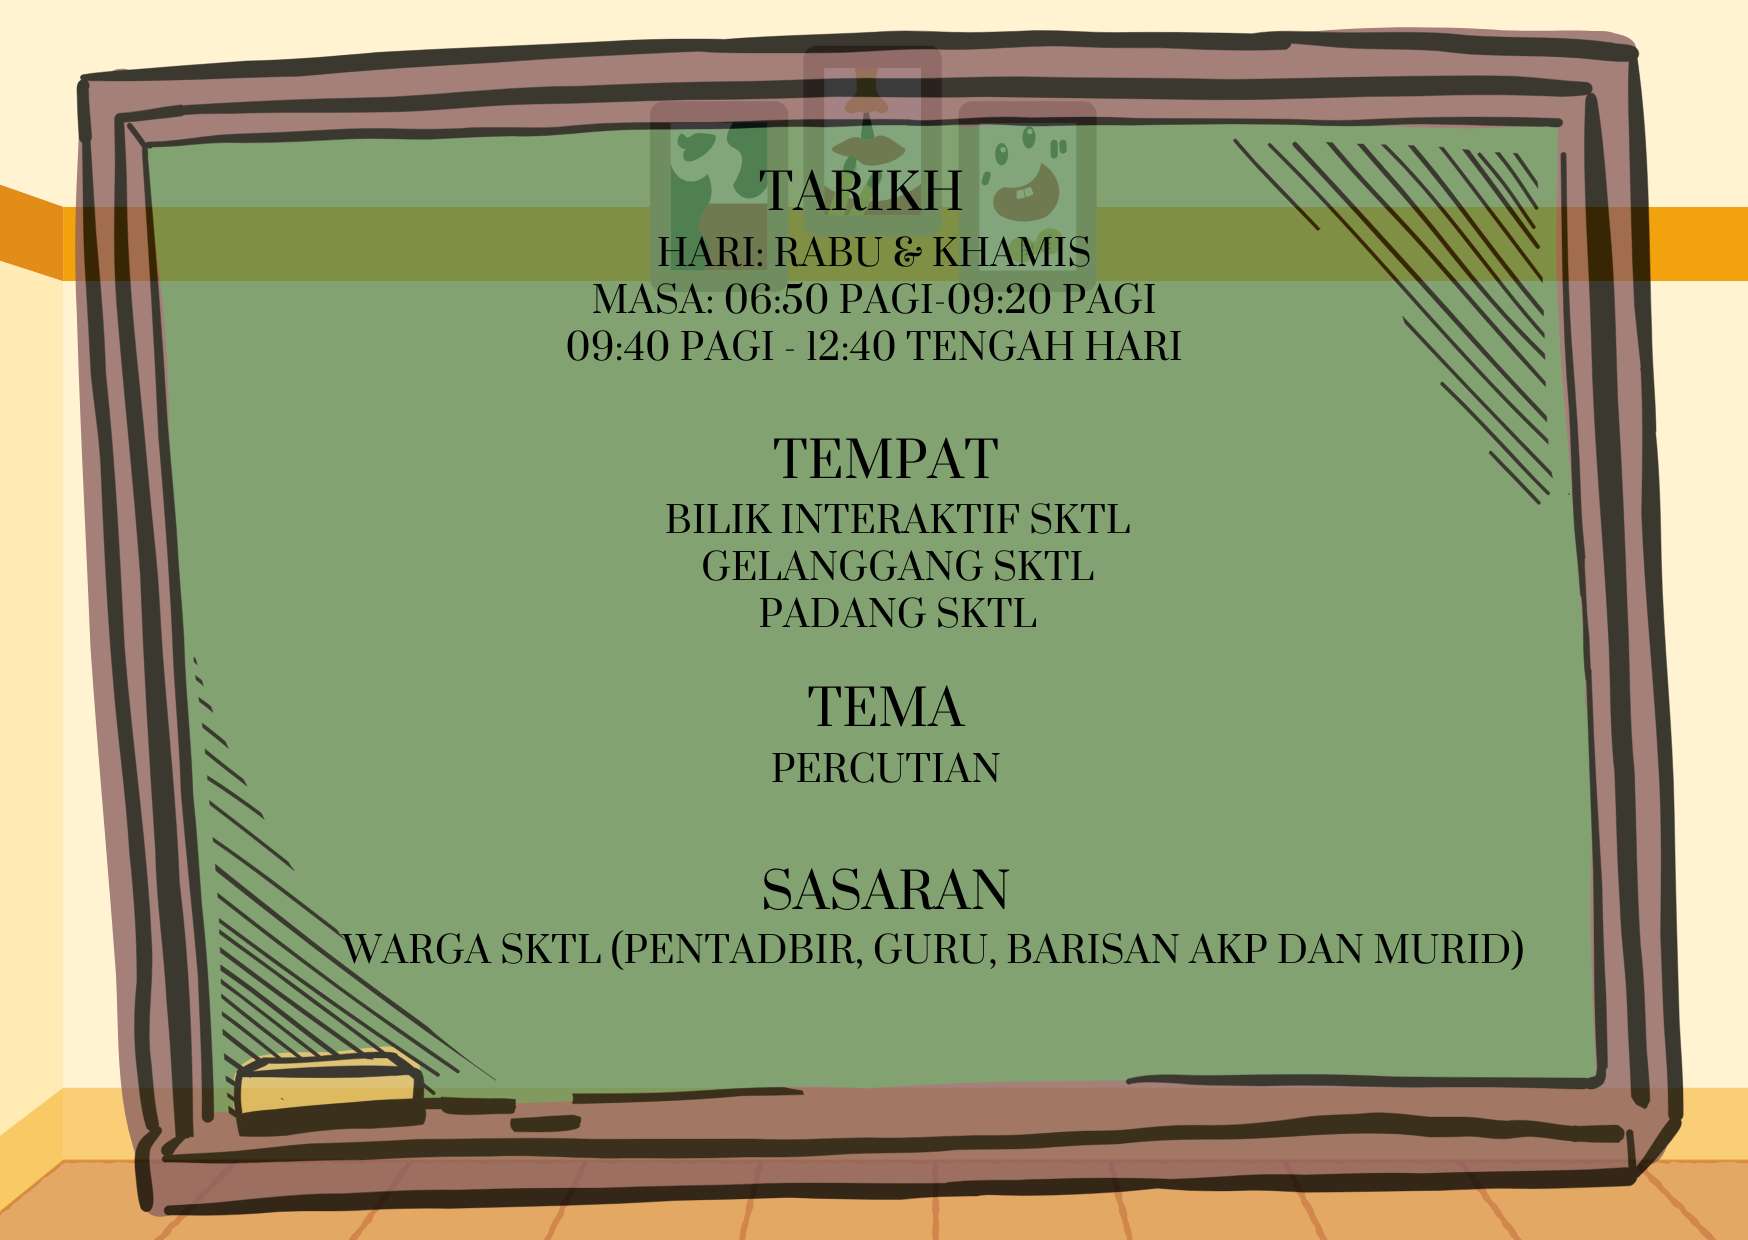 TARIKH
HARI: RABU & KHAMIS
MASA: 06:50 PAGI-09:20 PAGI
09:40 PAGI - 12:40 TENGAH HARI
TEMPAT
BILIK INTERAKTIF SKTL
GELANGGANG SKTL
PADANG SKTL
TEMA
PERCUTIAN
SASARAN
WARGA SKTL (PENTADBIR, GURU, BARISAN AKP DAN MURID)